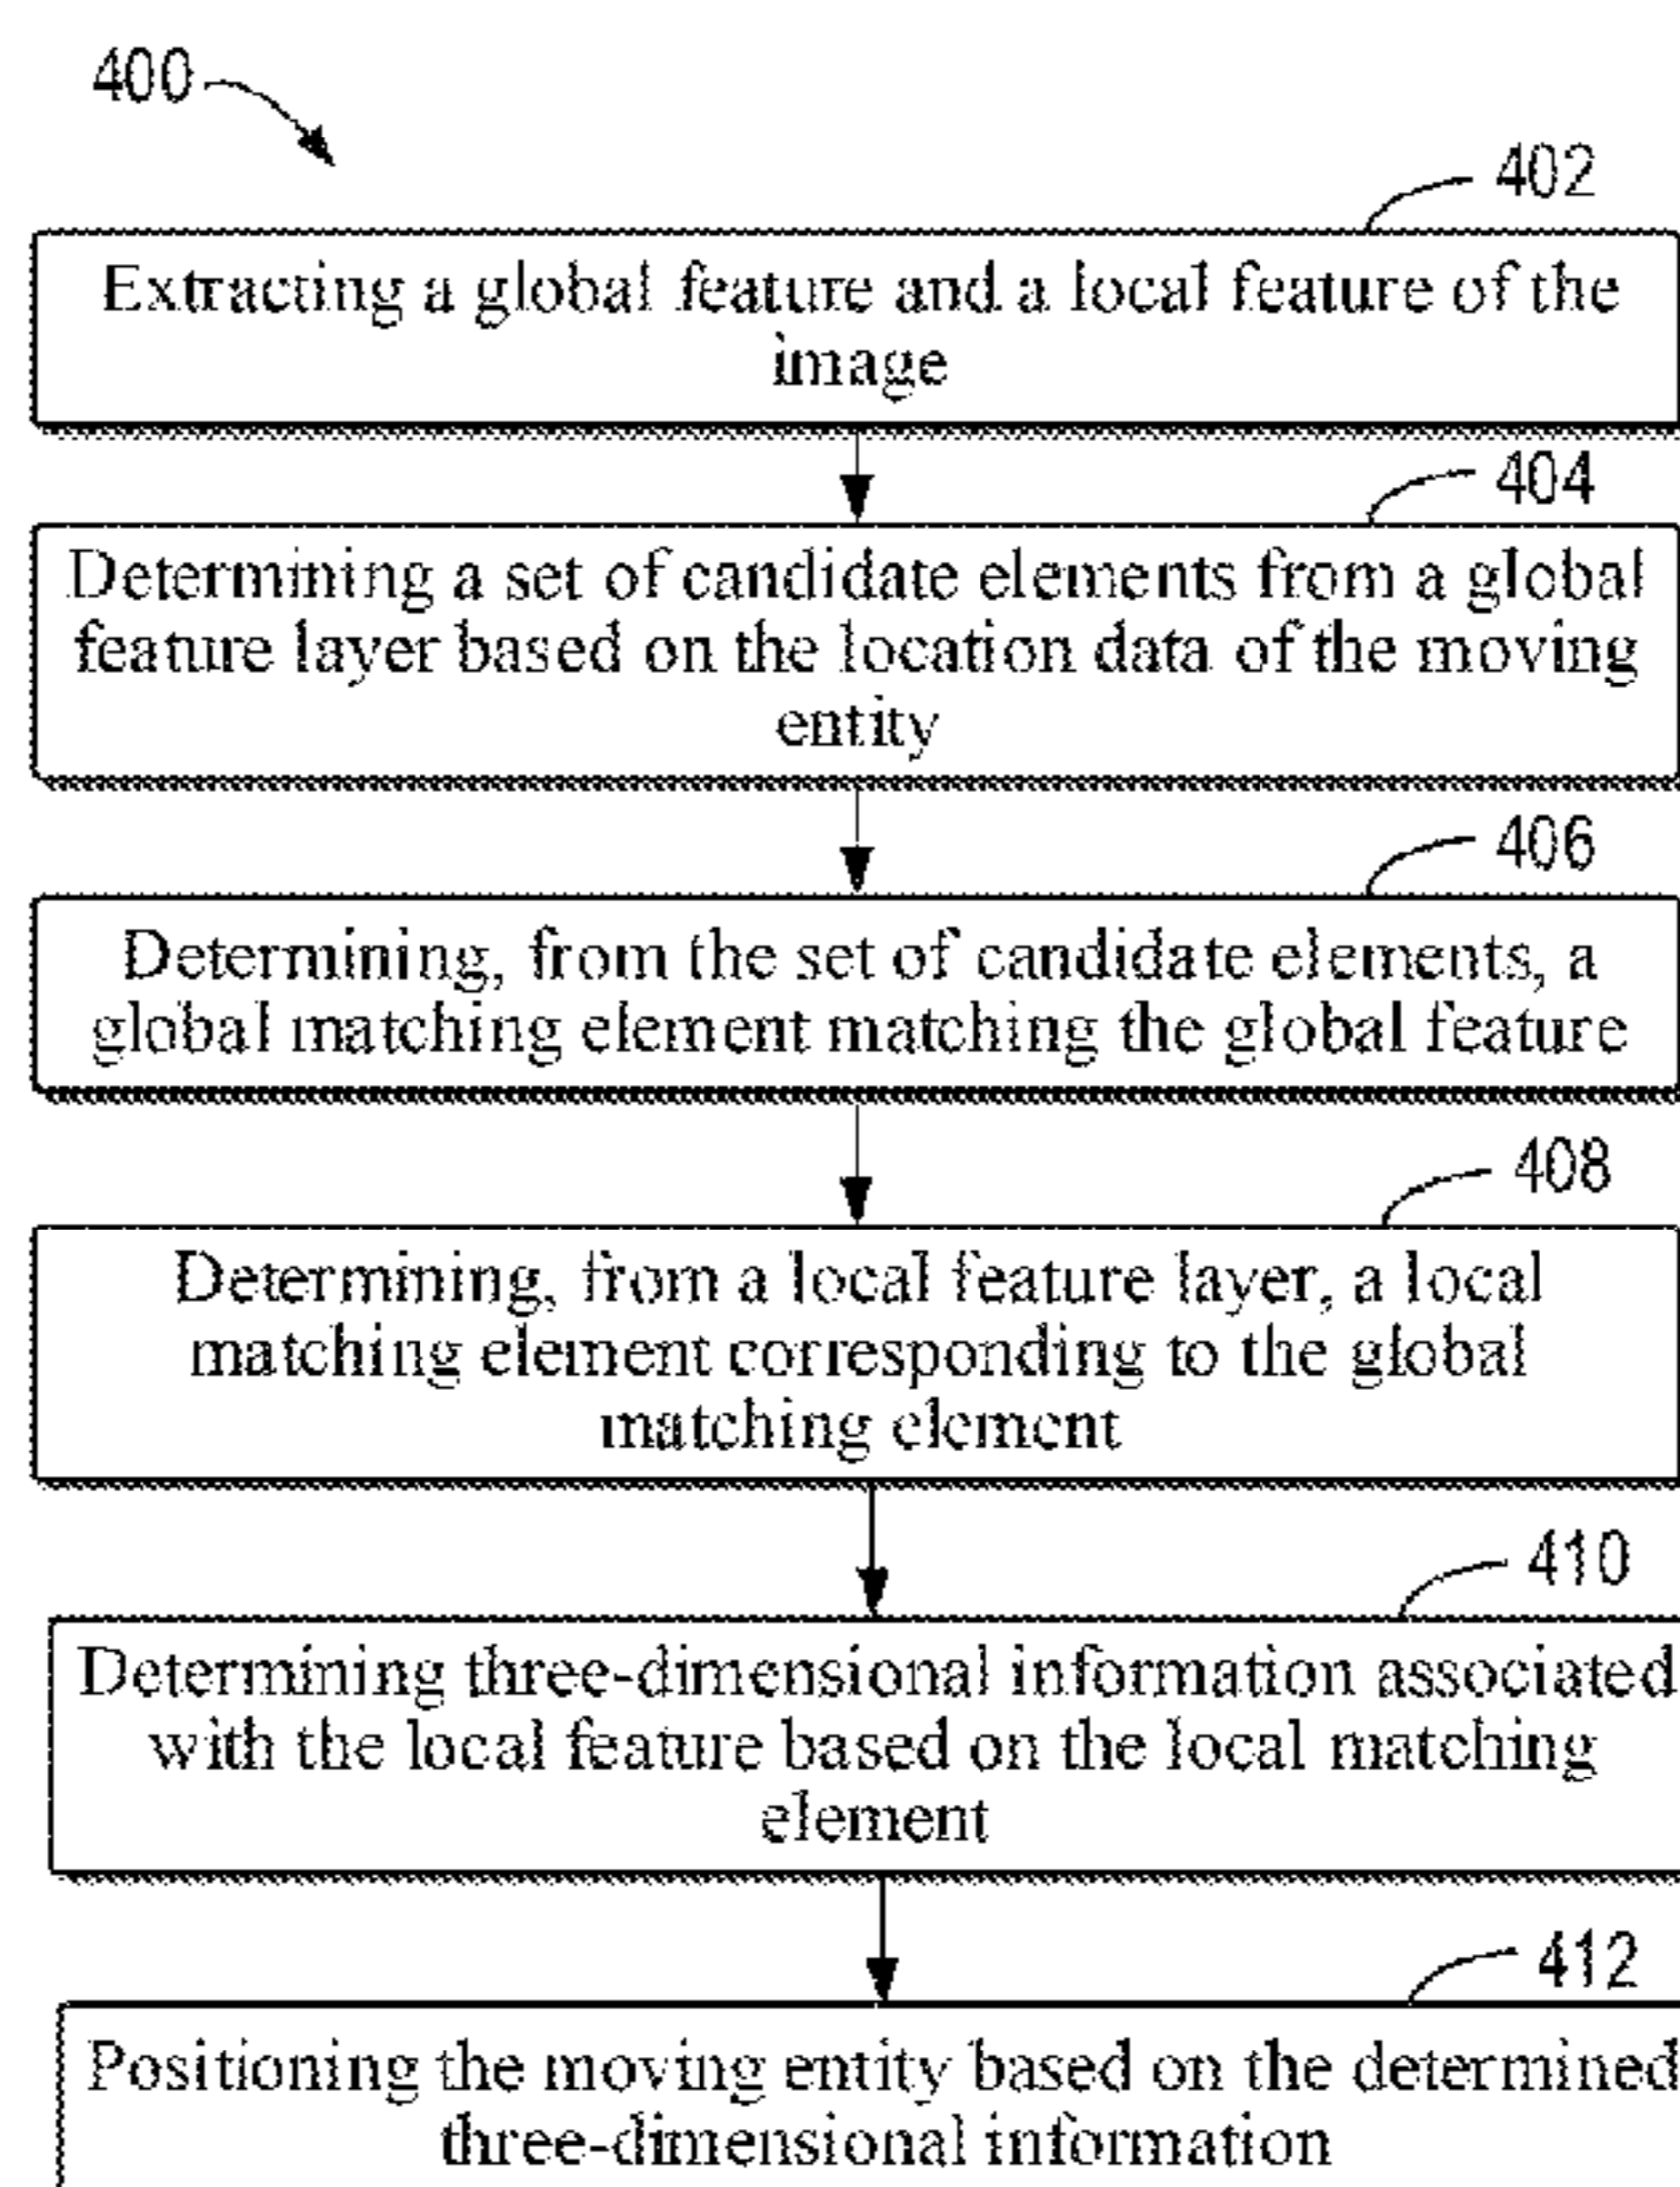 400
402
Extracting a global feature and a local feature of the
image
404
Determining a set of candidate elements from a global
feature layer based on the location data of the moving
entity
406
Determining, from the set of candidate elements, a
global matching element matching the global feature
408
Determining, from a local feature layer, a local
matching element corresponding to the global
matching element
410
Determining three-dimensional information associated
with the local feature based on the local matching
element
412
Positioning the moving entity based on the determined
three-dimensional information